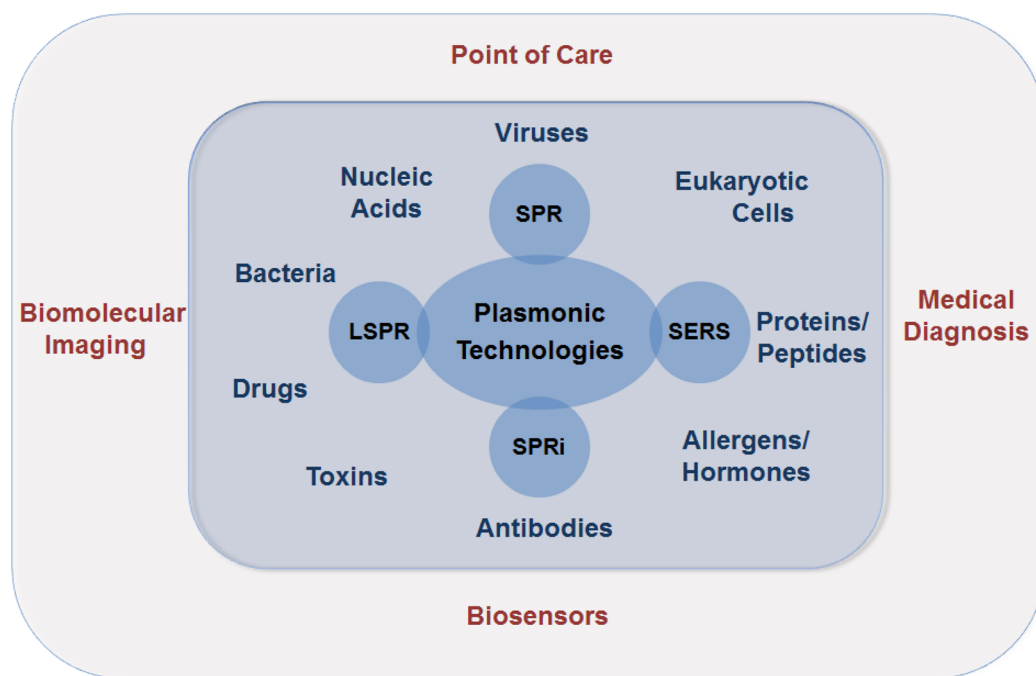 Point of Care
Viruses
Nucleic
Acids
SPR
Eukaryotic
Cells
Bacteria
Biomolecular
Imaging
LSPR
Plasmonic
Technologies
SERS
Proteins/
Peptides
Medical
Diagnosis
Drugs
SPRi
Allergens/
Hormones
Toxins
Antibodies
Biosensors